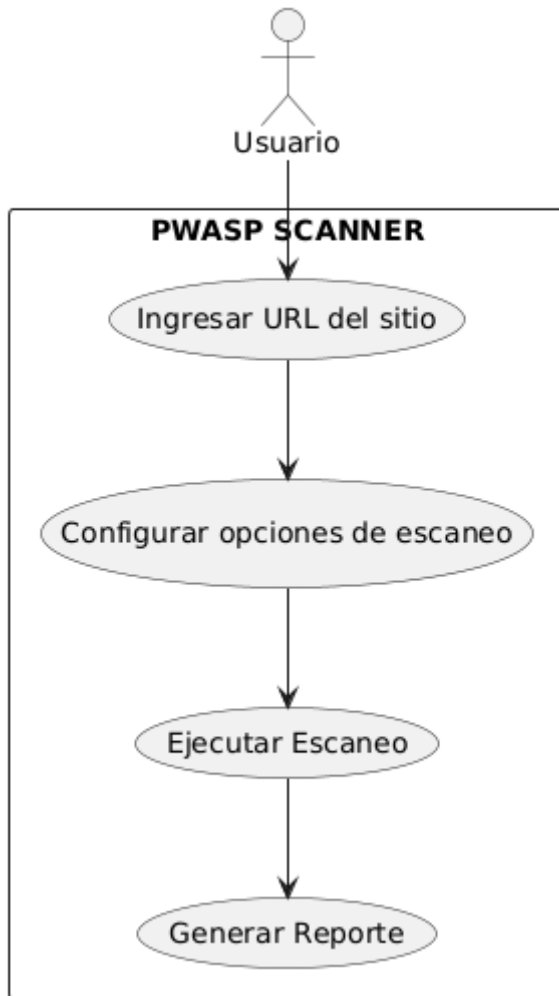 Usuario
PWASP SCANNER
Ingresar URL del sitio
Configurar opciones de escaneo
Ejecutar Escaneo
Generar Reporte